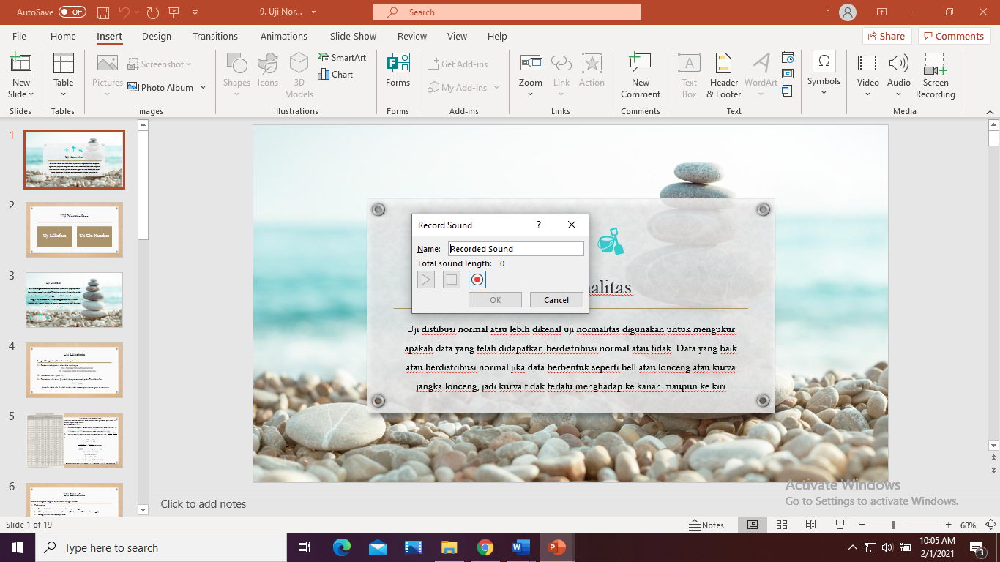 AutoSave Off
9. Uji Nor...
Search
1
File Home Insert Design Transitions Animations Slide Show Review View Help
Share Comments
New Slide
Slides
Table
Tables
Pictures
Screenshot
Photo Album
Images
Shapes
Icons
3D Models
SmartArt
Chart
Illustrations
Forms
Forms
Get Add-ins
My Add-ins
Add-ins
Zoom
Link
Action
Links
New Comment
Comments
Text Box
Header & Footer
WordArt
Text
Ω
Symbols
Video
Audio
Screen Recording
Media
1
Uji Normalitas
2
Uji Normalitas
Uji Liliefors Uji Chi Kuadrat
3
4
Uji Liliefors
5
6
Uji Liliefors
Record Sound ?
Name: Recorded Sound
Total sound length: 0
OK Cancel
alitas
Uji distibusi normal atau lebih dikenal uji normalitas digunakan untuk mengukur
apakah data yang telah didapatkan berdistribusi normal atau tidak. Data yang baik
atau berdistribusi normal jika data berbentuk seperti bell atau lonceng atau kurva
jangka lonceng, jadi kurva tidak terlalu menghadap ke kanan maupun ke kiri
Activate Windows
Go to Settings to activate Windows.
Click to add notes
Slide 1 of 19
Notes
68%
Type here to search
10:05 AM
2/1/2021
3